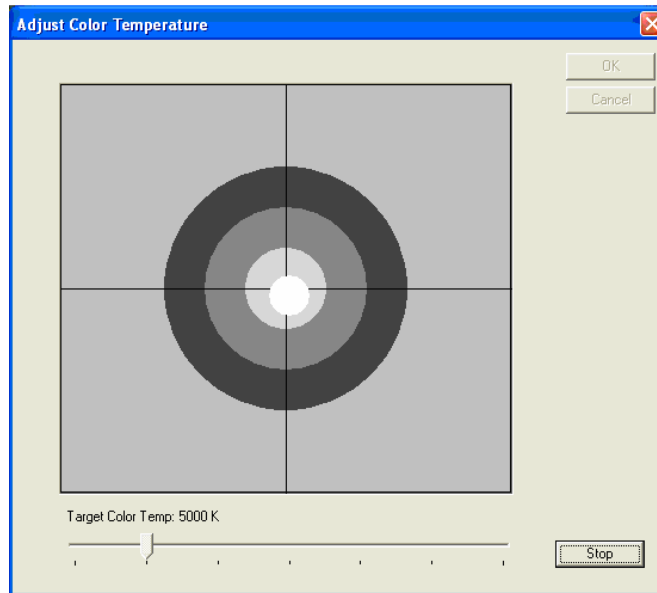 Adjust Color Temperature
OK
Cancel
Target Color Temp: 5000 K
Stop